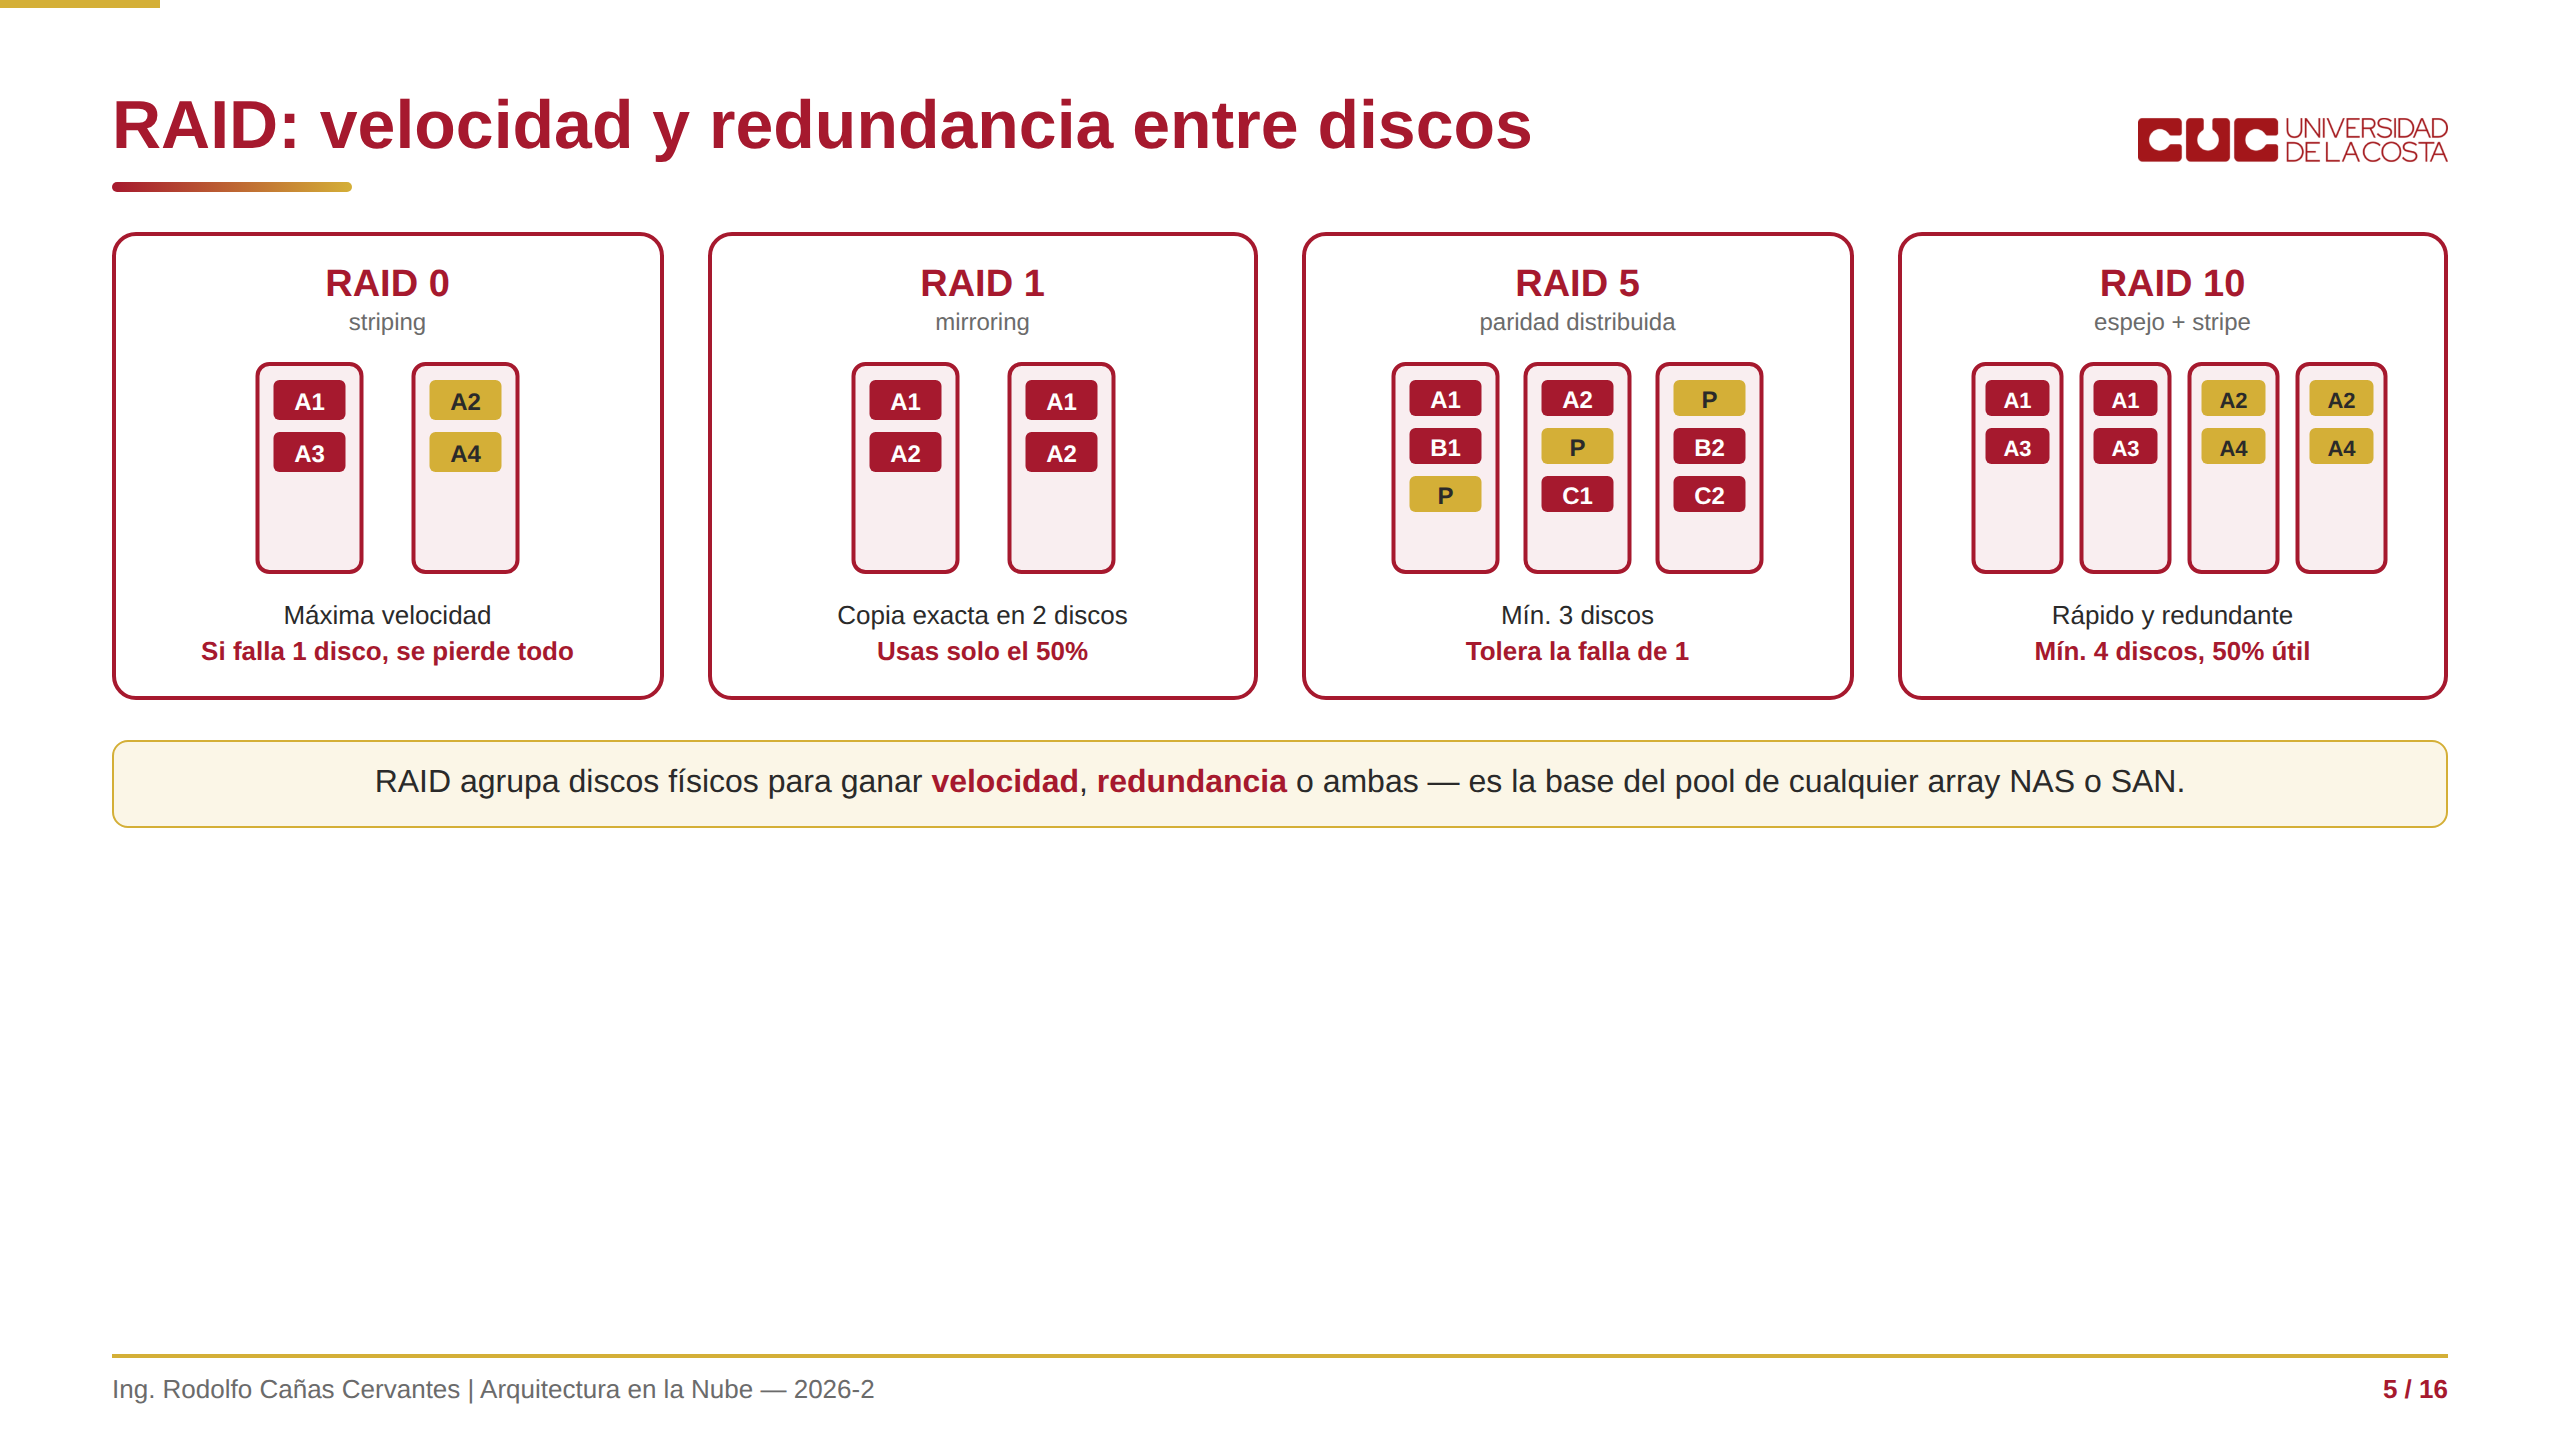 RAID: velocidad y redundancia entre discos
CUC UNIVERSIDAD
DE LA COSTA
RAID 0
striping
A1 A2
A3 A4
Máxima velocidad
Si falla 1 disco, se pierde todo
RAID 1
mirroring
A1 A1
A2 A2
Copia exacta en 2 discos
Usas solo el 50%
RAID 5
paridad distribuida
A1 A2 P
B1 P B2
P C1 C2
Mín. 3 discos
Tolera la falla de 1
RAID 10
espejo + stripe
A1 A1 A2 A2
A3 A3 A4 A4
Rápido y redundante
Mín. 4 discos, 50% útil
RAID agrupa discos físicos para ganar velocidad, redundancia o ambas — es la base del pool de cualquier array NAS o SAN.
Ing. Rodolfo Cañas Cervantes | Arquitectura en la Nube — 2026-2
5 / 16